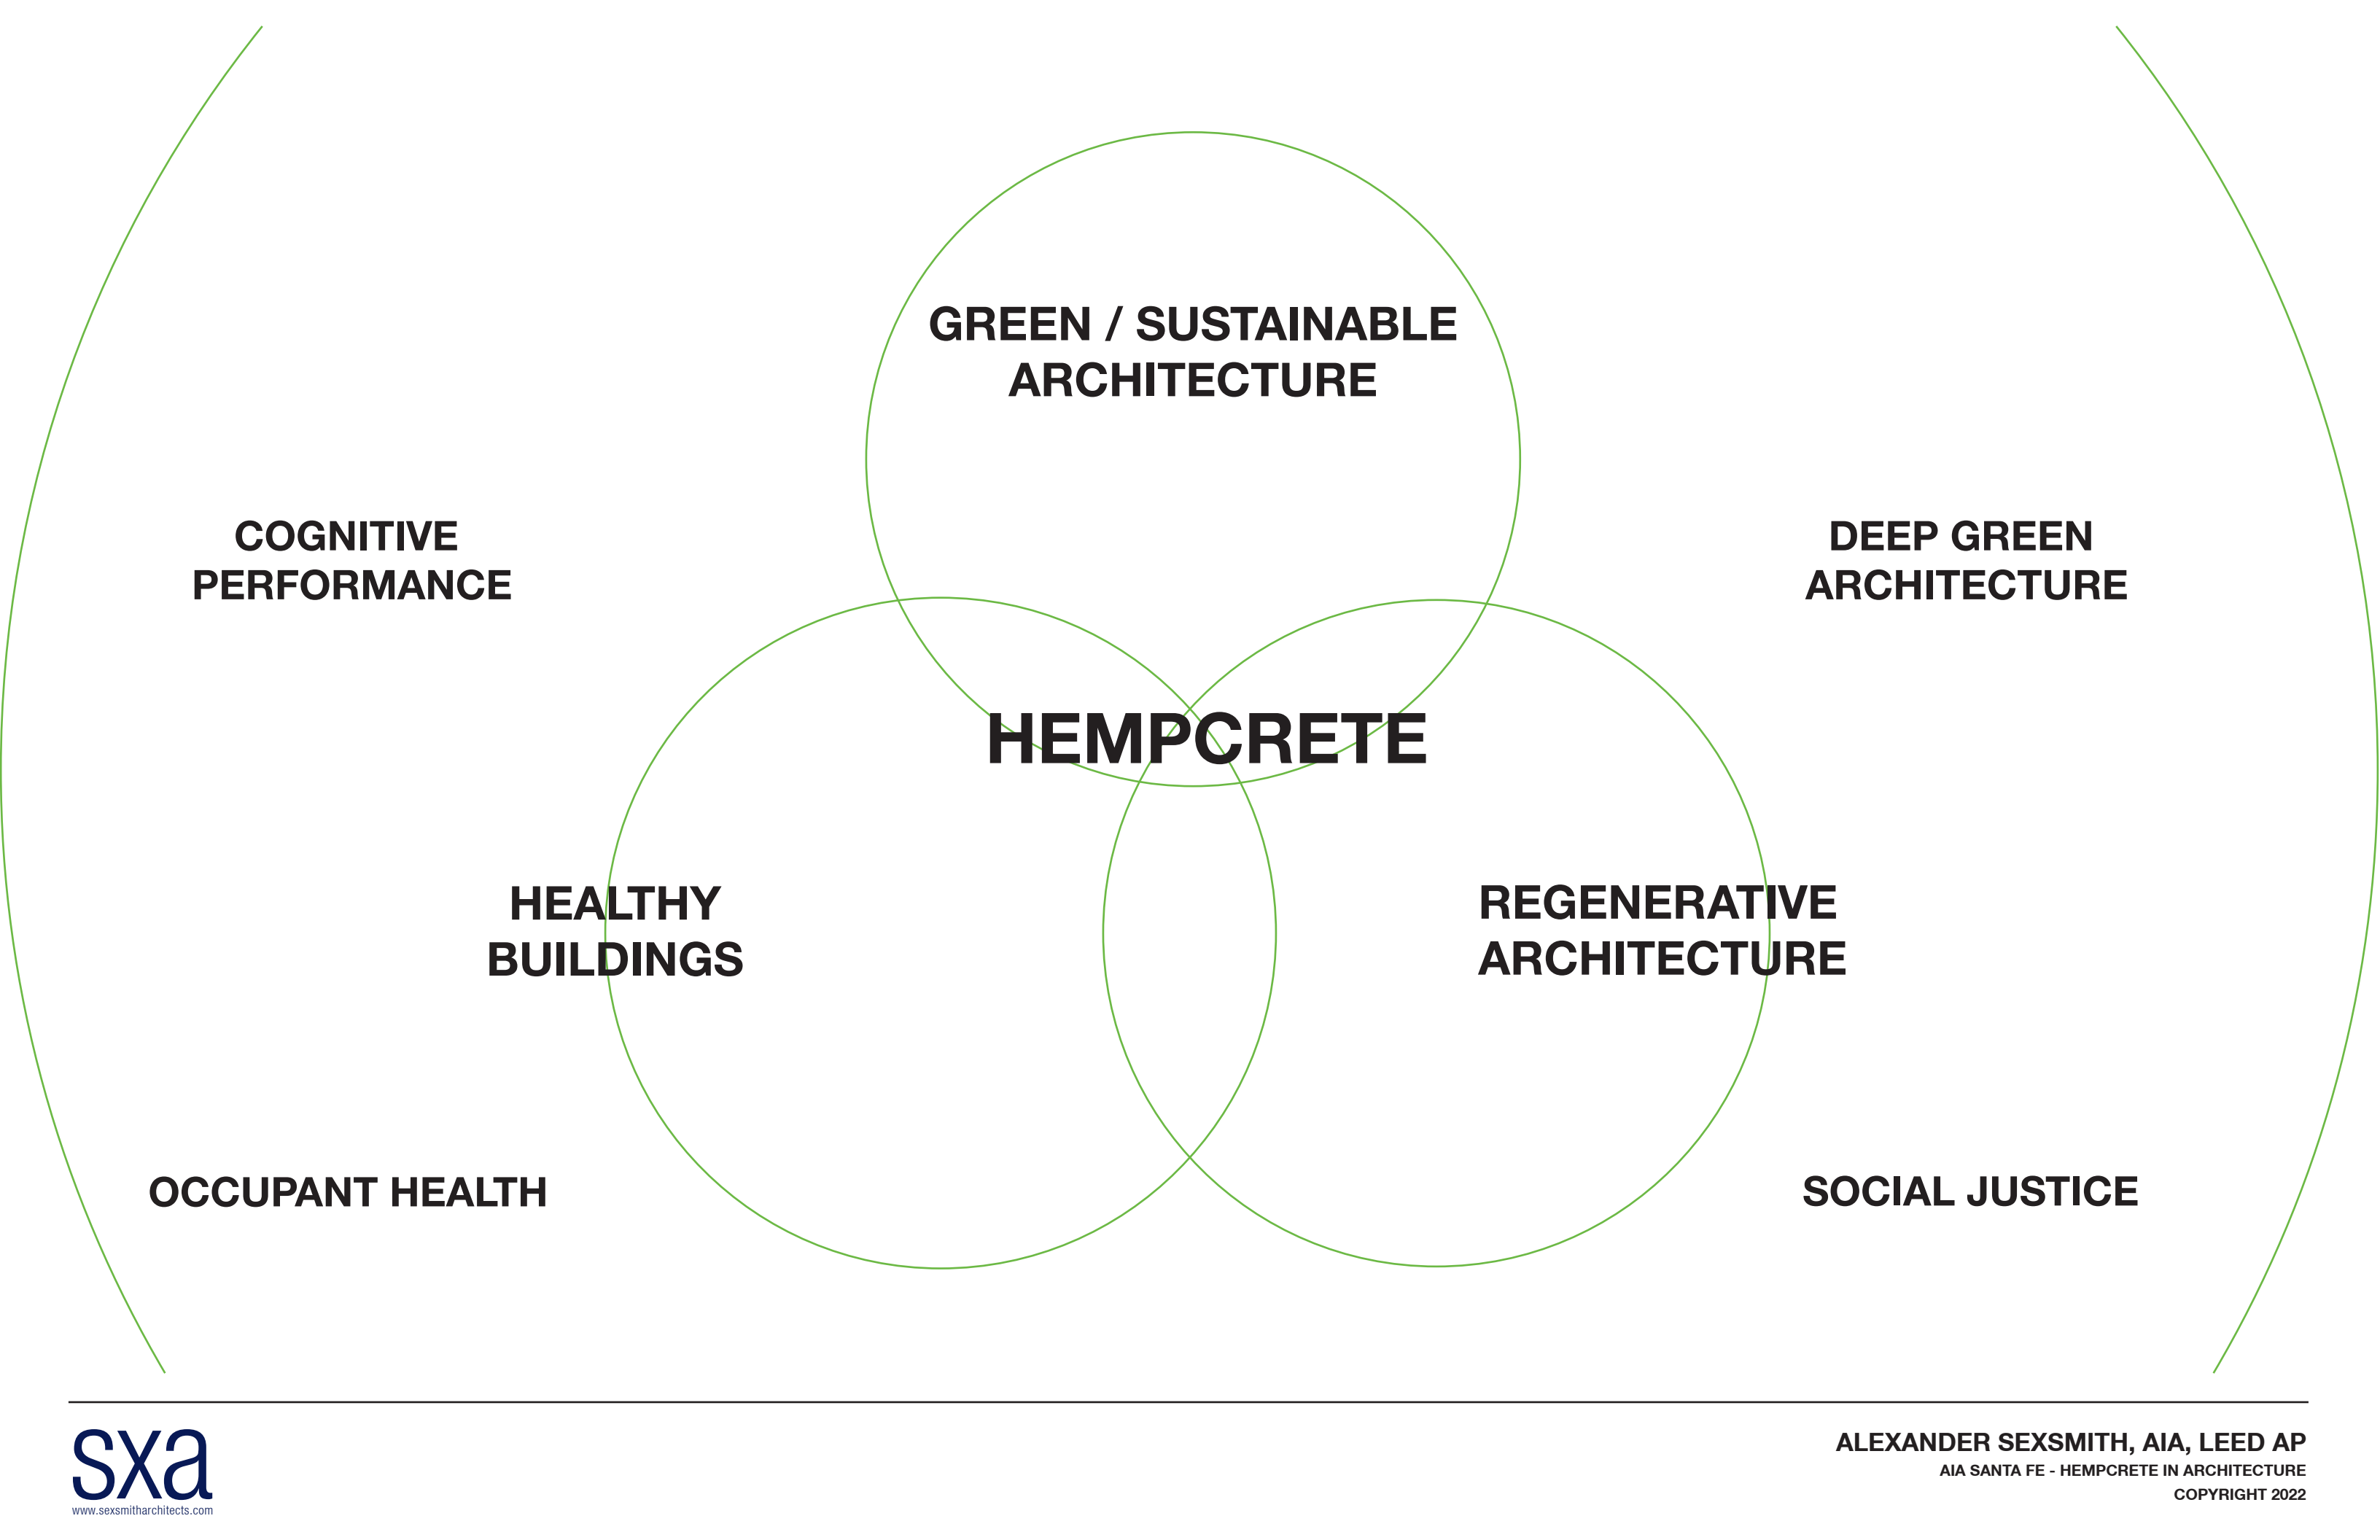 GREEN / SUSTAINABLE
ARCHITECTURE
COGNITIVE
PERFORMANCE
DEEP GREEN
ARCHITECTURE
HEMPCRETE
HEALTHY
BUILDINGS
REGENERATIVE
ARCHITECTURE
OCCUPANT HEALTH
SOCIAL JUSTICE
sxa
www.sexsmitharchitects.com
ALEXANDER SEXSMITH, AIA, LEED AP
AIA SANTA FE - HEMPCRETE IN ARCHITECTURE
COPYRIGHT 2022